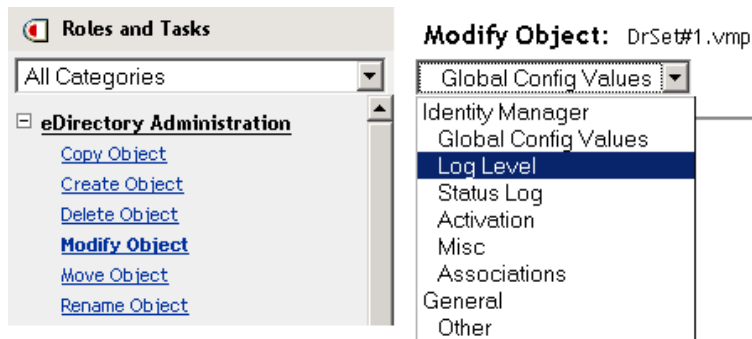 Roles and Tasks
All Categories
eDirectory Administration
Copy Object
Create Object
Delete Object
Modify Object
Move Object
Rename Object
Modify Object: DrSet#1.vmp
Global Config Values
Identity Manager
Global Config Values
Log Level
Status Log
Activation
Misc
Associations
General
Other